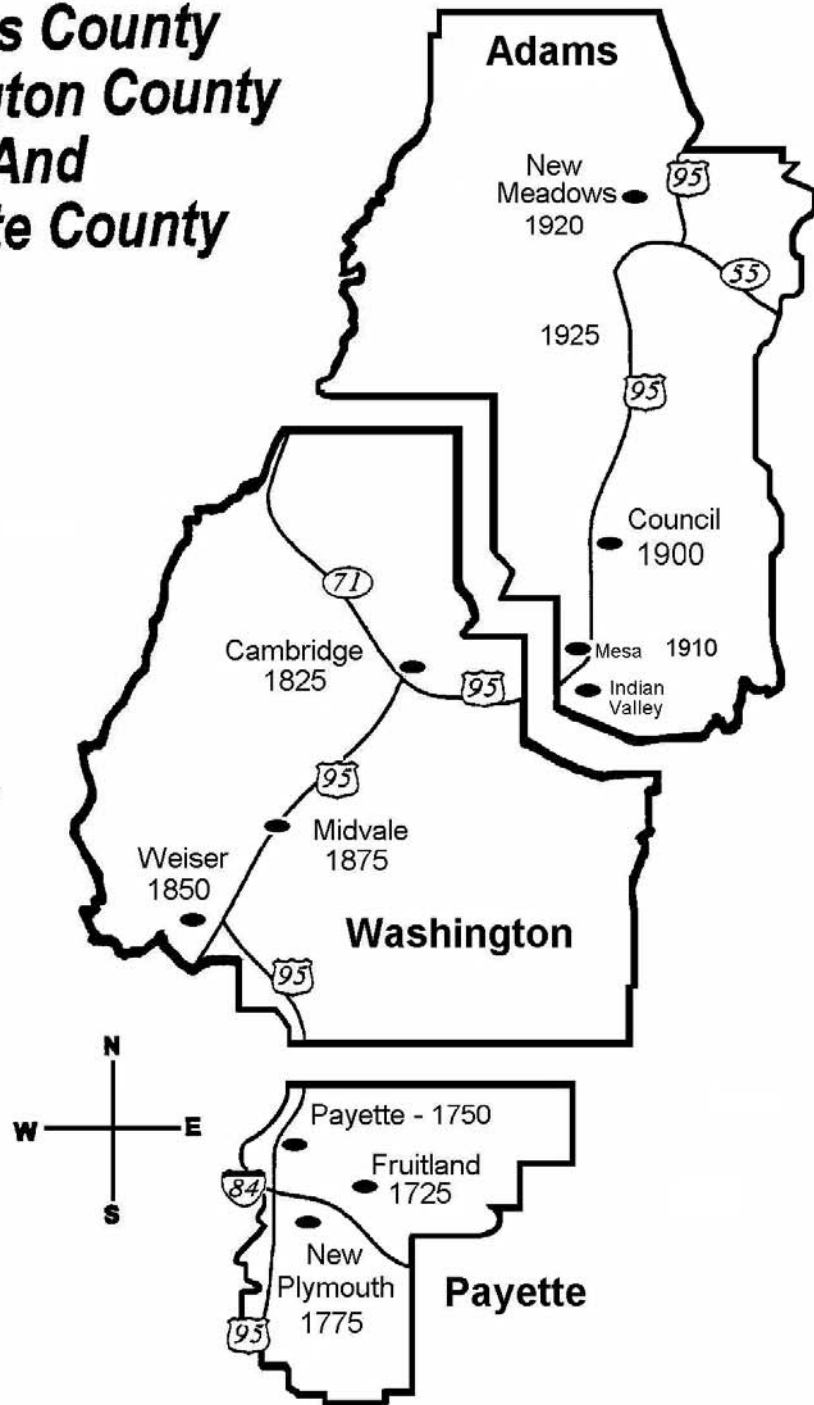 s County
ton County
And
te County
Adams
New
Meadows
1920
95
55
1925
95
Council
1900
Mesa 1910
Indian
Valley
71
Cambridge
1825
95
95
Midvale
1875
Weiser
1850
Washington
95
N
W E
S
Payette - 1750
Fruitland
1725
84
New
Plymouth
1775
Payette
95